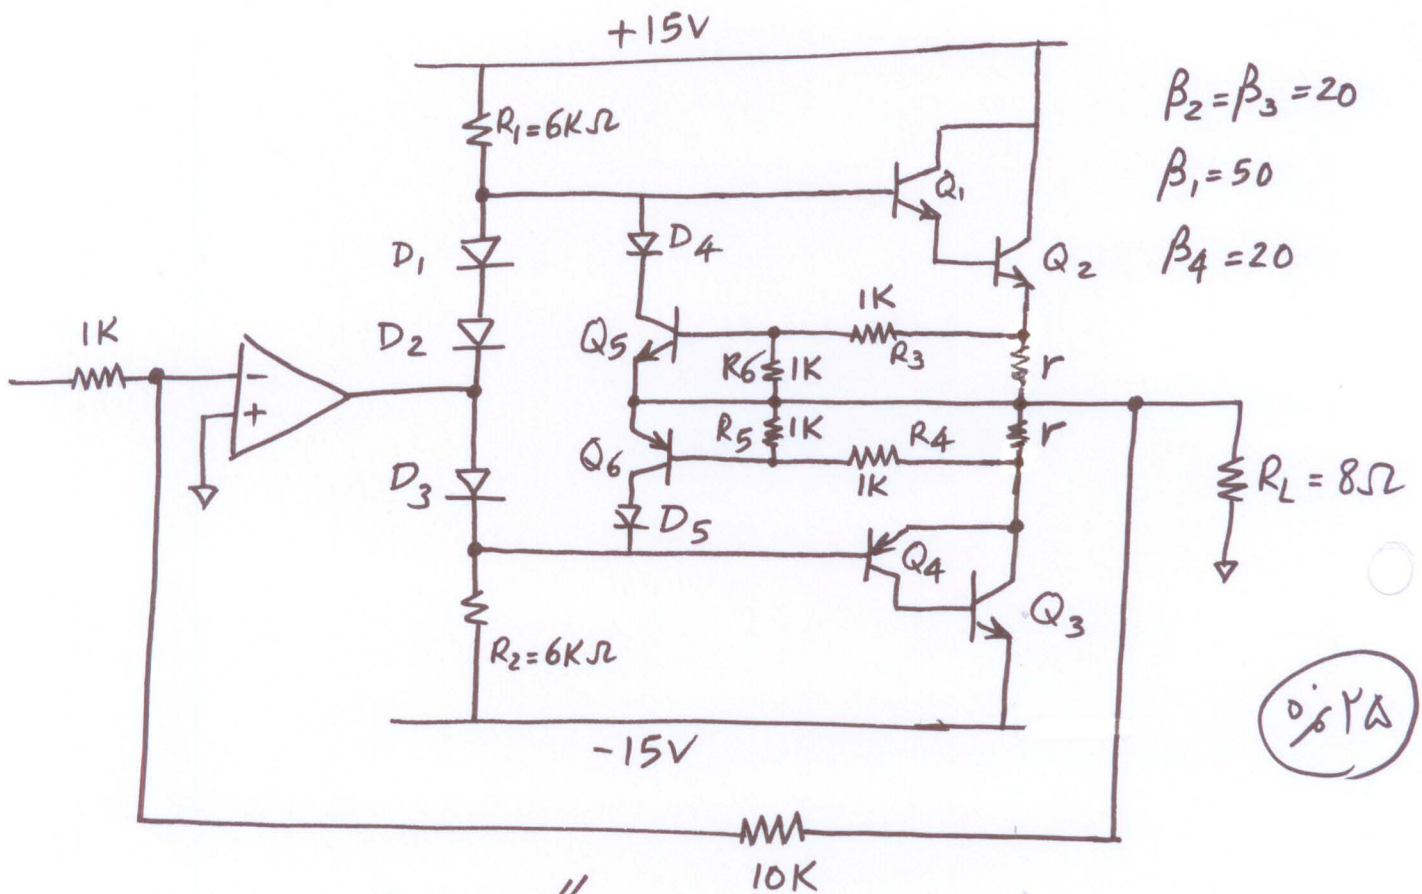 +15V
β₂=β₃=20
β₁=50
β₄=20
R₁=6KΩ
Q₁
D₁
D₄
Q₂
1K
1K
D₂
Q₅
R₃
R₆
1K
r
-
+
R₅
1K
R₄
r
Q₆
1K
R_L = 8Ω
D₃
D₅
Q₄
Q₃
R₂=6KΩ
-15V
۲۵
10K